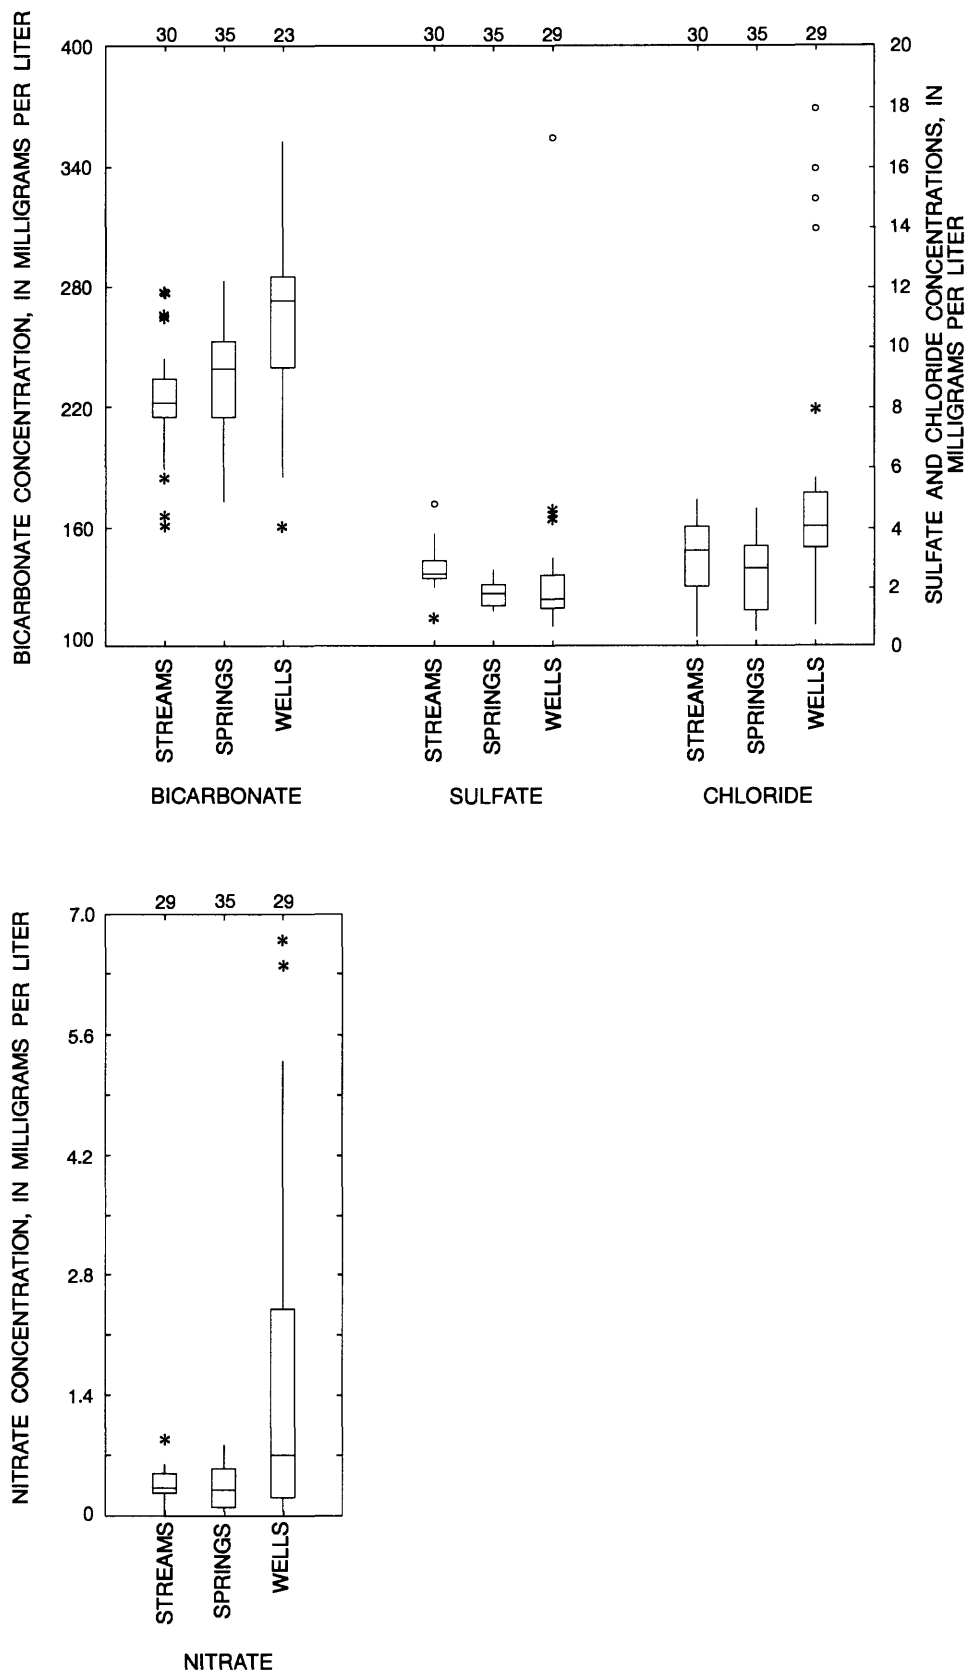 30 35 23 30 35 29 30 35 29
BICARBONATE CONCENTRATION, IN MILLIGRAMS PER LITER
400
340
280
220
160
100
20
18
16
14
12
10
8
6
4
2
0
SULFATE AND CHLORIDE CONCENTRATIONS, IN
MILLIGRAMS PER LITER
STREAMS
SPRINGS
WELLS
STREAMS
SPRINGS
WELLS
STREAMS
SPRINGS
WELLS
BICARBONATE SULFATE CHLORIDE
29 35 29
NITRATE CONCENTRATION, IN MILLIGRAMS PER LITER
7.0
5.6
4.2
2.8
1.4
0
STREAMS
SPRINGS
WELLS
NITRATE